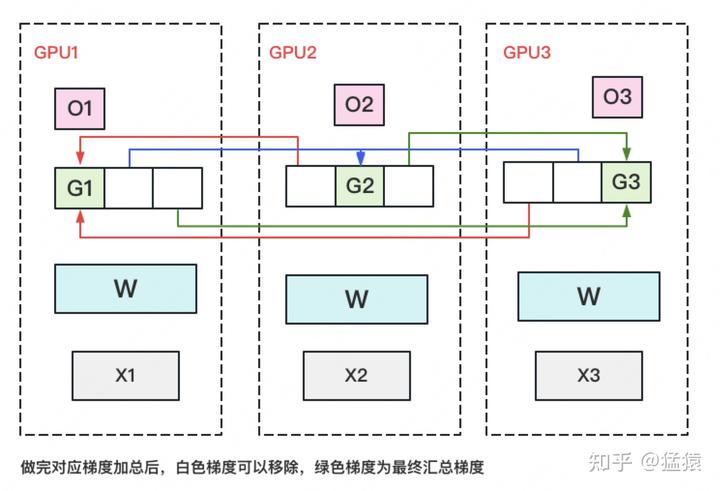 GPU1 GPU2 GPU3
O1 O2 O3
G1 G2 G3
W W W
X1 X2 X3
做完对应梯度加总后，白色梯度可以移除，绿色梯度为最终汇总梯度
知乎 @猛猿